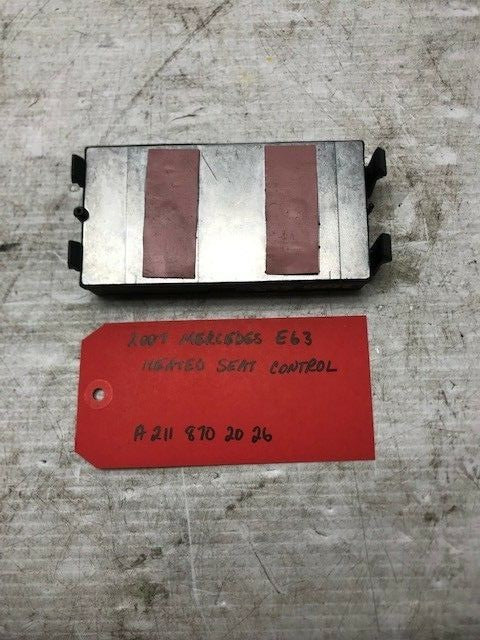 2007 MERCEDES E63
HEATED SEAT CONTROL
A 211 870 20 26